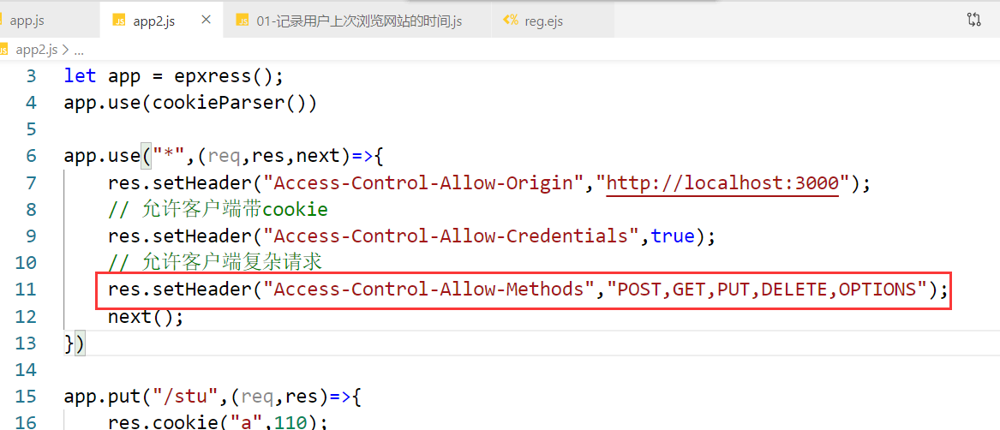 app.js
JS app2.js ×
JS 01-记录用户上次浏览网站的时间.js
<% reg.ejs
JS app2.js > ...
3 let app = epxress();
4 app.use(cookieParser())
5
6 app.use("*",(req,res,next)=>{
7 res.setHeader("Access-Control-Allow-Origin","http://localhost:3000");
8 // 允许客户端带cookie
9 res.setHeader("Access-Control-Allow-Credentials",true);
10 // 允许客户端复杂请求
11 res.setHeader("Access-Control-Allow-Methods","POST,GET,PUT,DELETE,OPTIONS");
12 next();
13 })
14
15 app.put("/stu",(req,res)=>{
16 res.cookie("a",110);